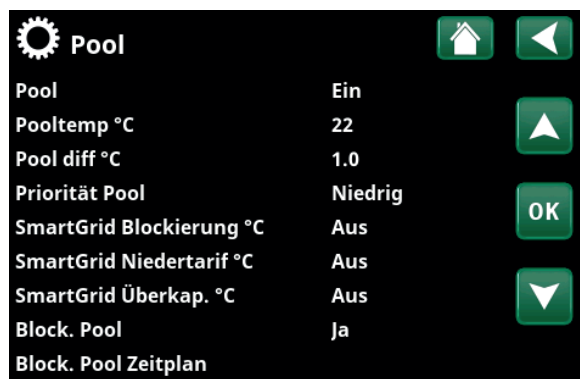 Pool
Pool Ein
Pooltemp °C 22
Pool diff °C 1.0
Priorität Pool Niedrig
SmartGrid Blockierung °C Aus
OK
SmartGrid Niedertarif °C Aus
SmartGrid Überkap. °C Aus
Block. Pool Ja
Block. Pool Zeitplan